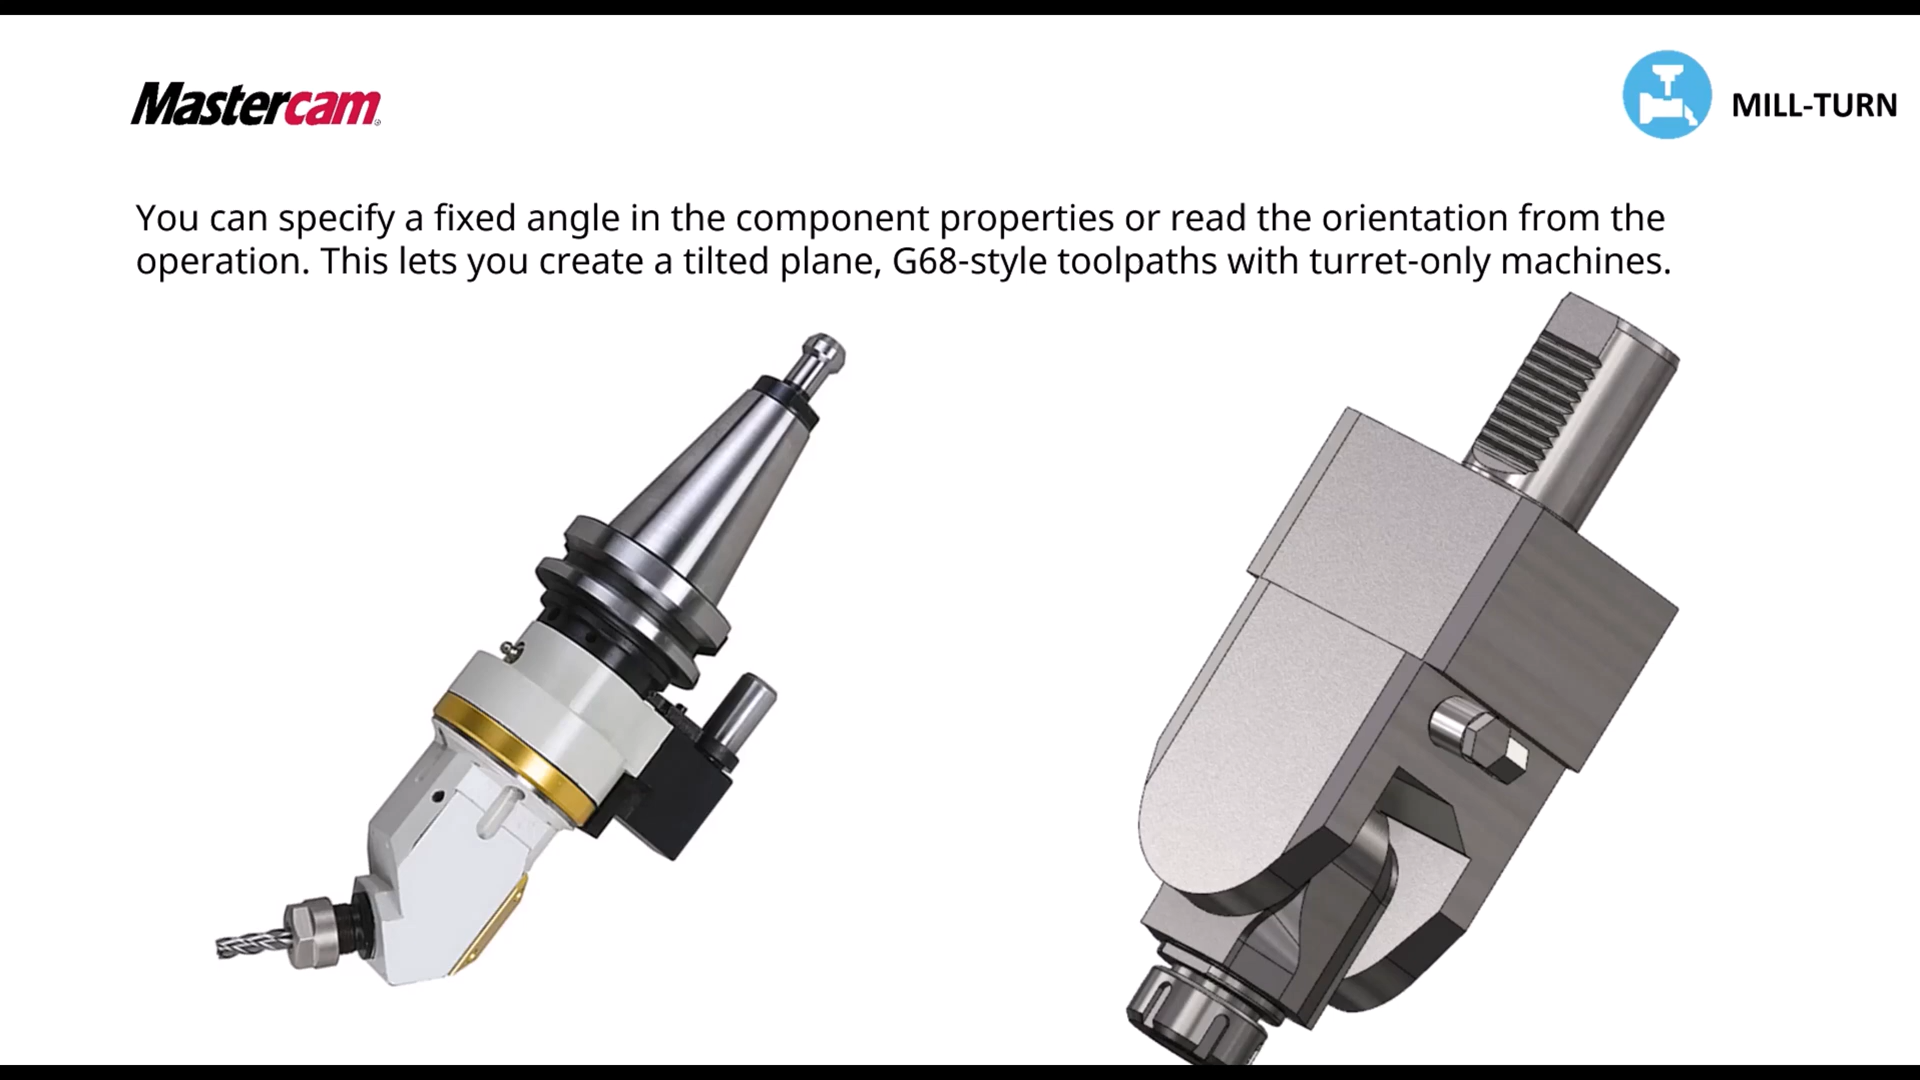 Mastercam
MILL-TURN
You can specify a fixed angle in the component properties or read the orientation from the
operation. This lets you create a tilted plane, G68-style toolpaths with turret-only machines.